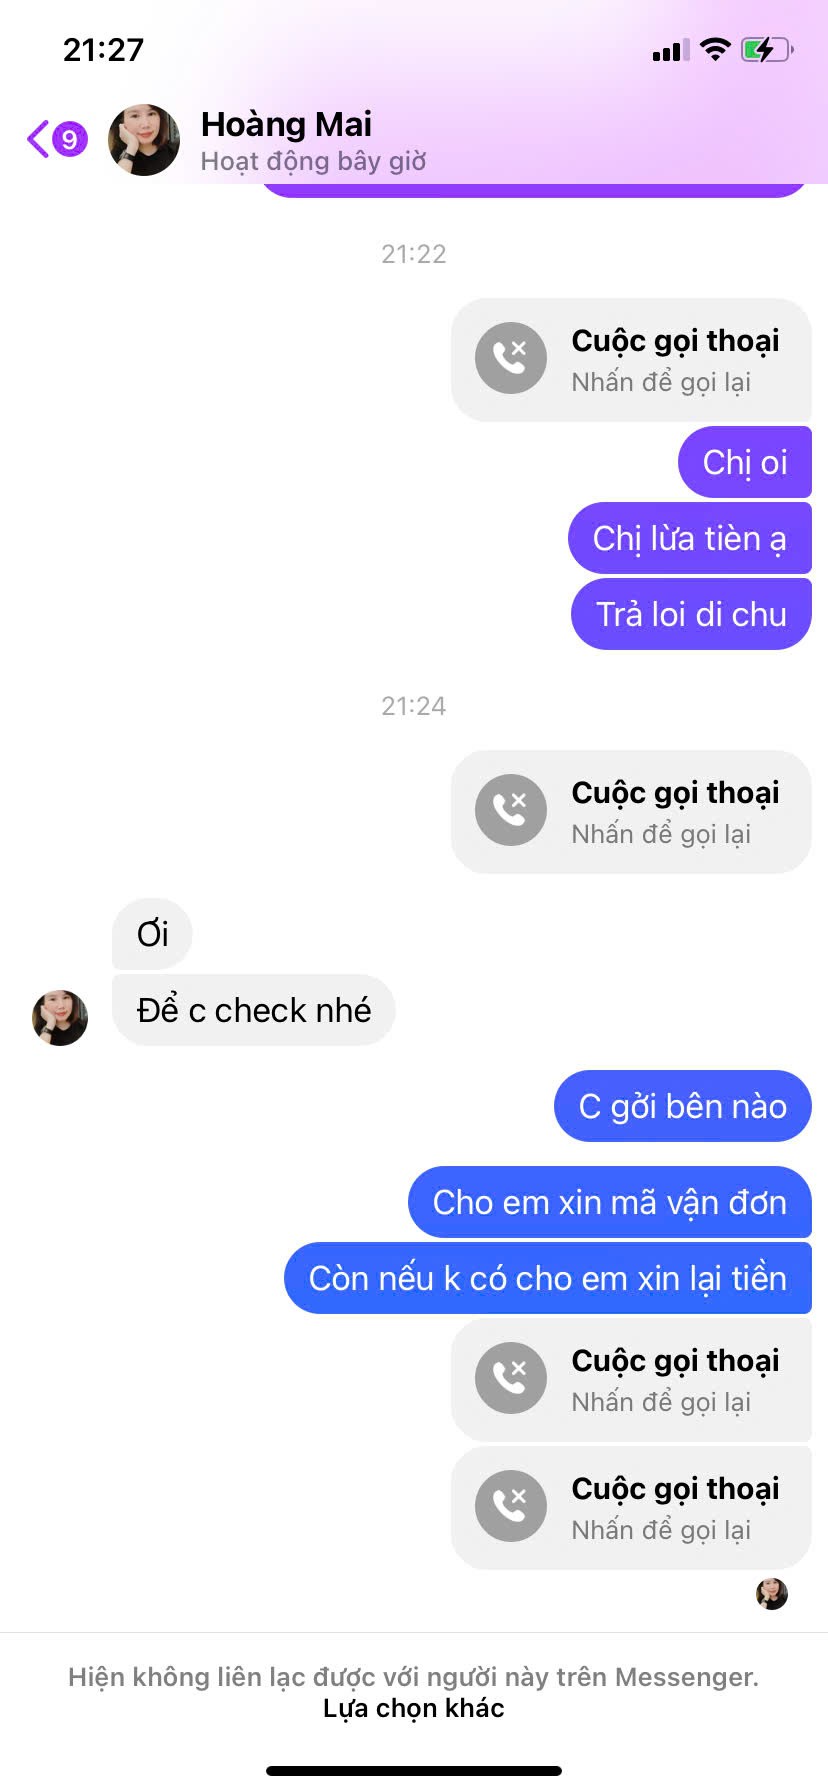 21:27
9
Hoàng Mai
Hoạt động bây giờ
21:22
Cuộc gọi thoại
Nhấn để gọi lại
Chị oi
Chị lừa tièn ạ
Trả loi di chu
21:24
Cuộc gọi thoại
Nhấn để gọi lại
Ơi
Để c check nhé
C gởi bên nào
Cho em xin mã vận đơn
Còn nếu k có cho em xin lại tiền
Cuộc gọi thoại
Nhấn để gọi lại
Cuộc gọi thoại
Nhấn để gọi lại
Hiện không liên lạc được với người này trên Messenger.
Lựa chọn khác